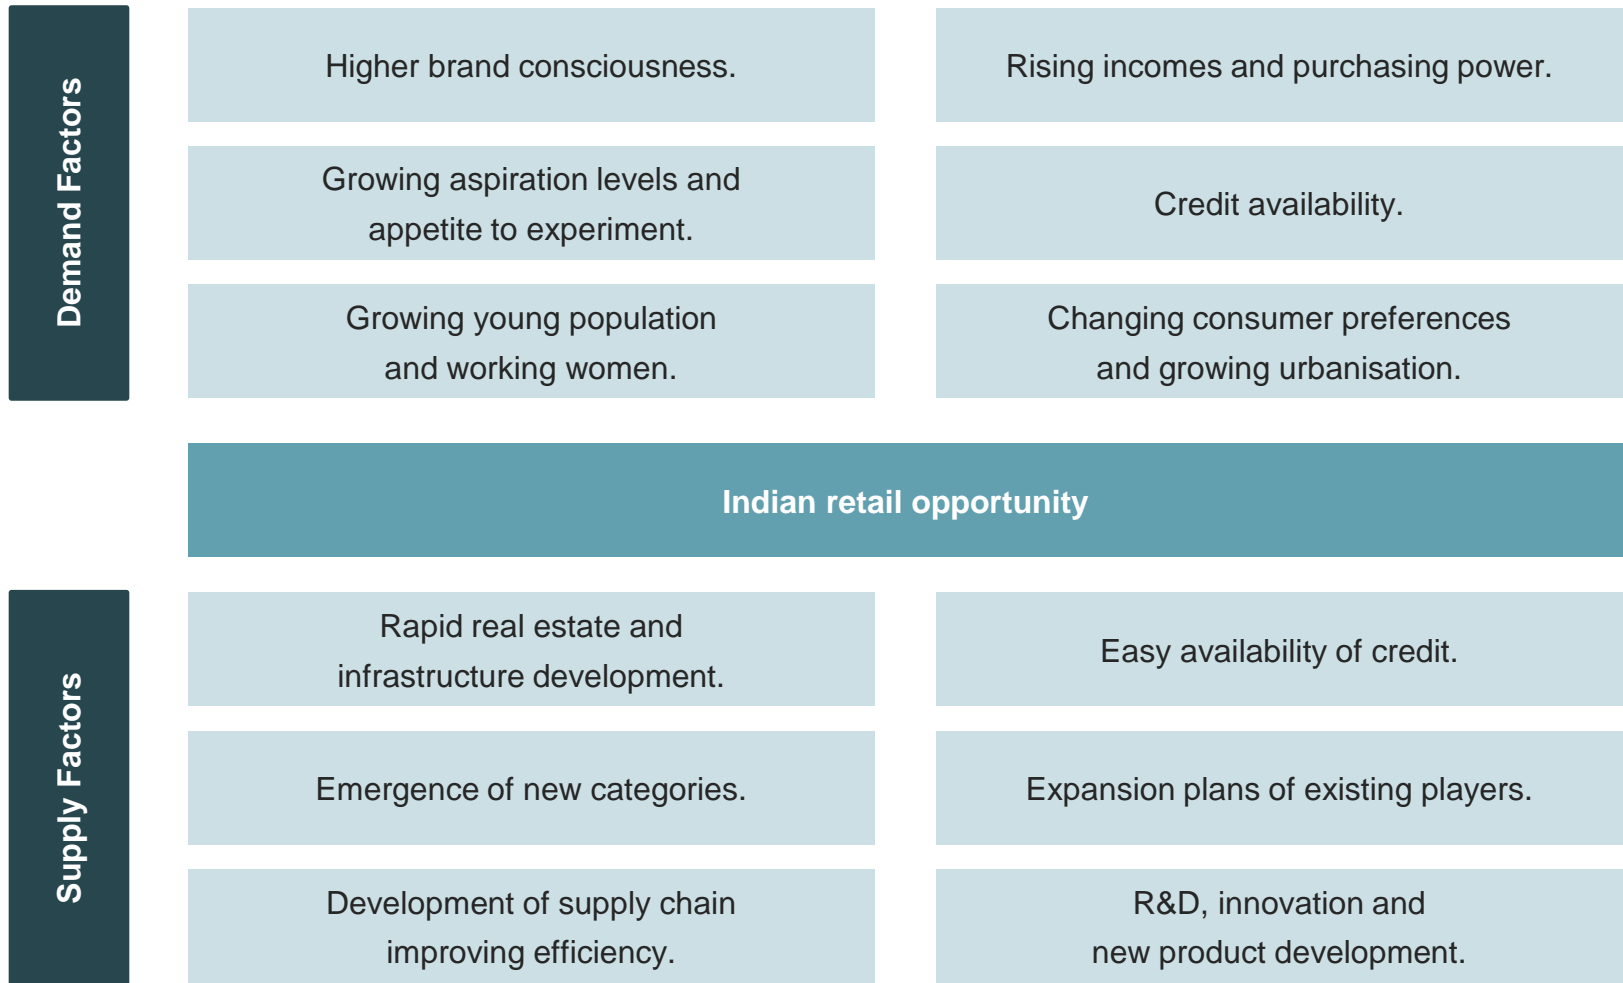 Demand Factors
Higher brand consciousness.
Rising incomes and purchasing power.
Growing aspiration levels and
appetite to experiment.
Credit availability.
Growing young population
and working women.
Changing consumer preferences
and growing urbanisation.
Indian retail opportunity
Supply Factors
Rapid real estate and
infrastructure development.
Easy availability of credit.
Emergence of new categories.
Expansion plans of existing players.
Development of supply chain
improving efficiency.
R&D, innovation and
new product development.